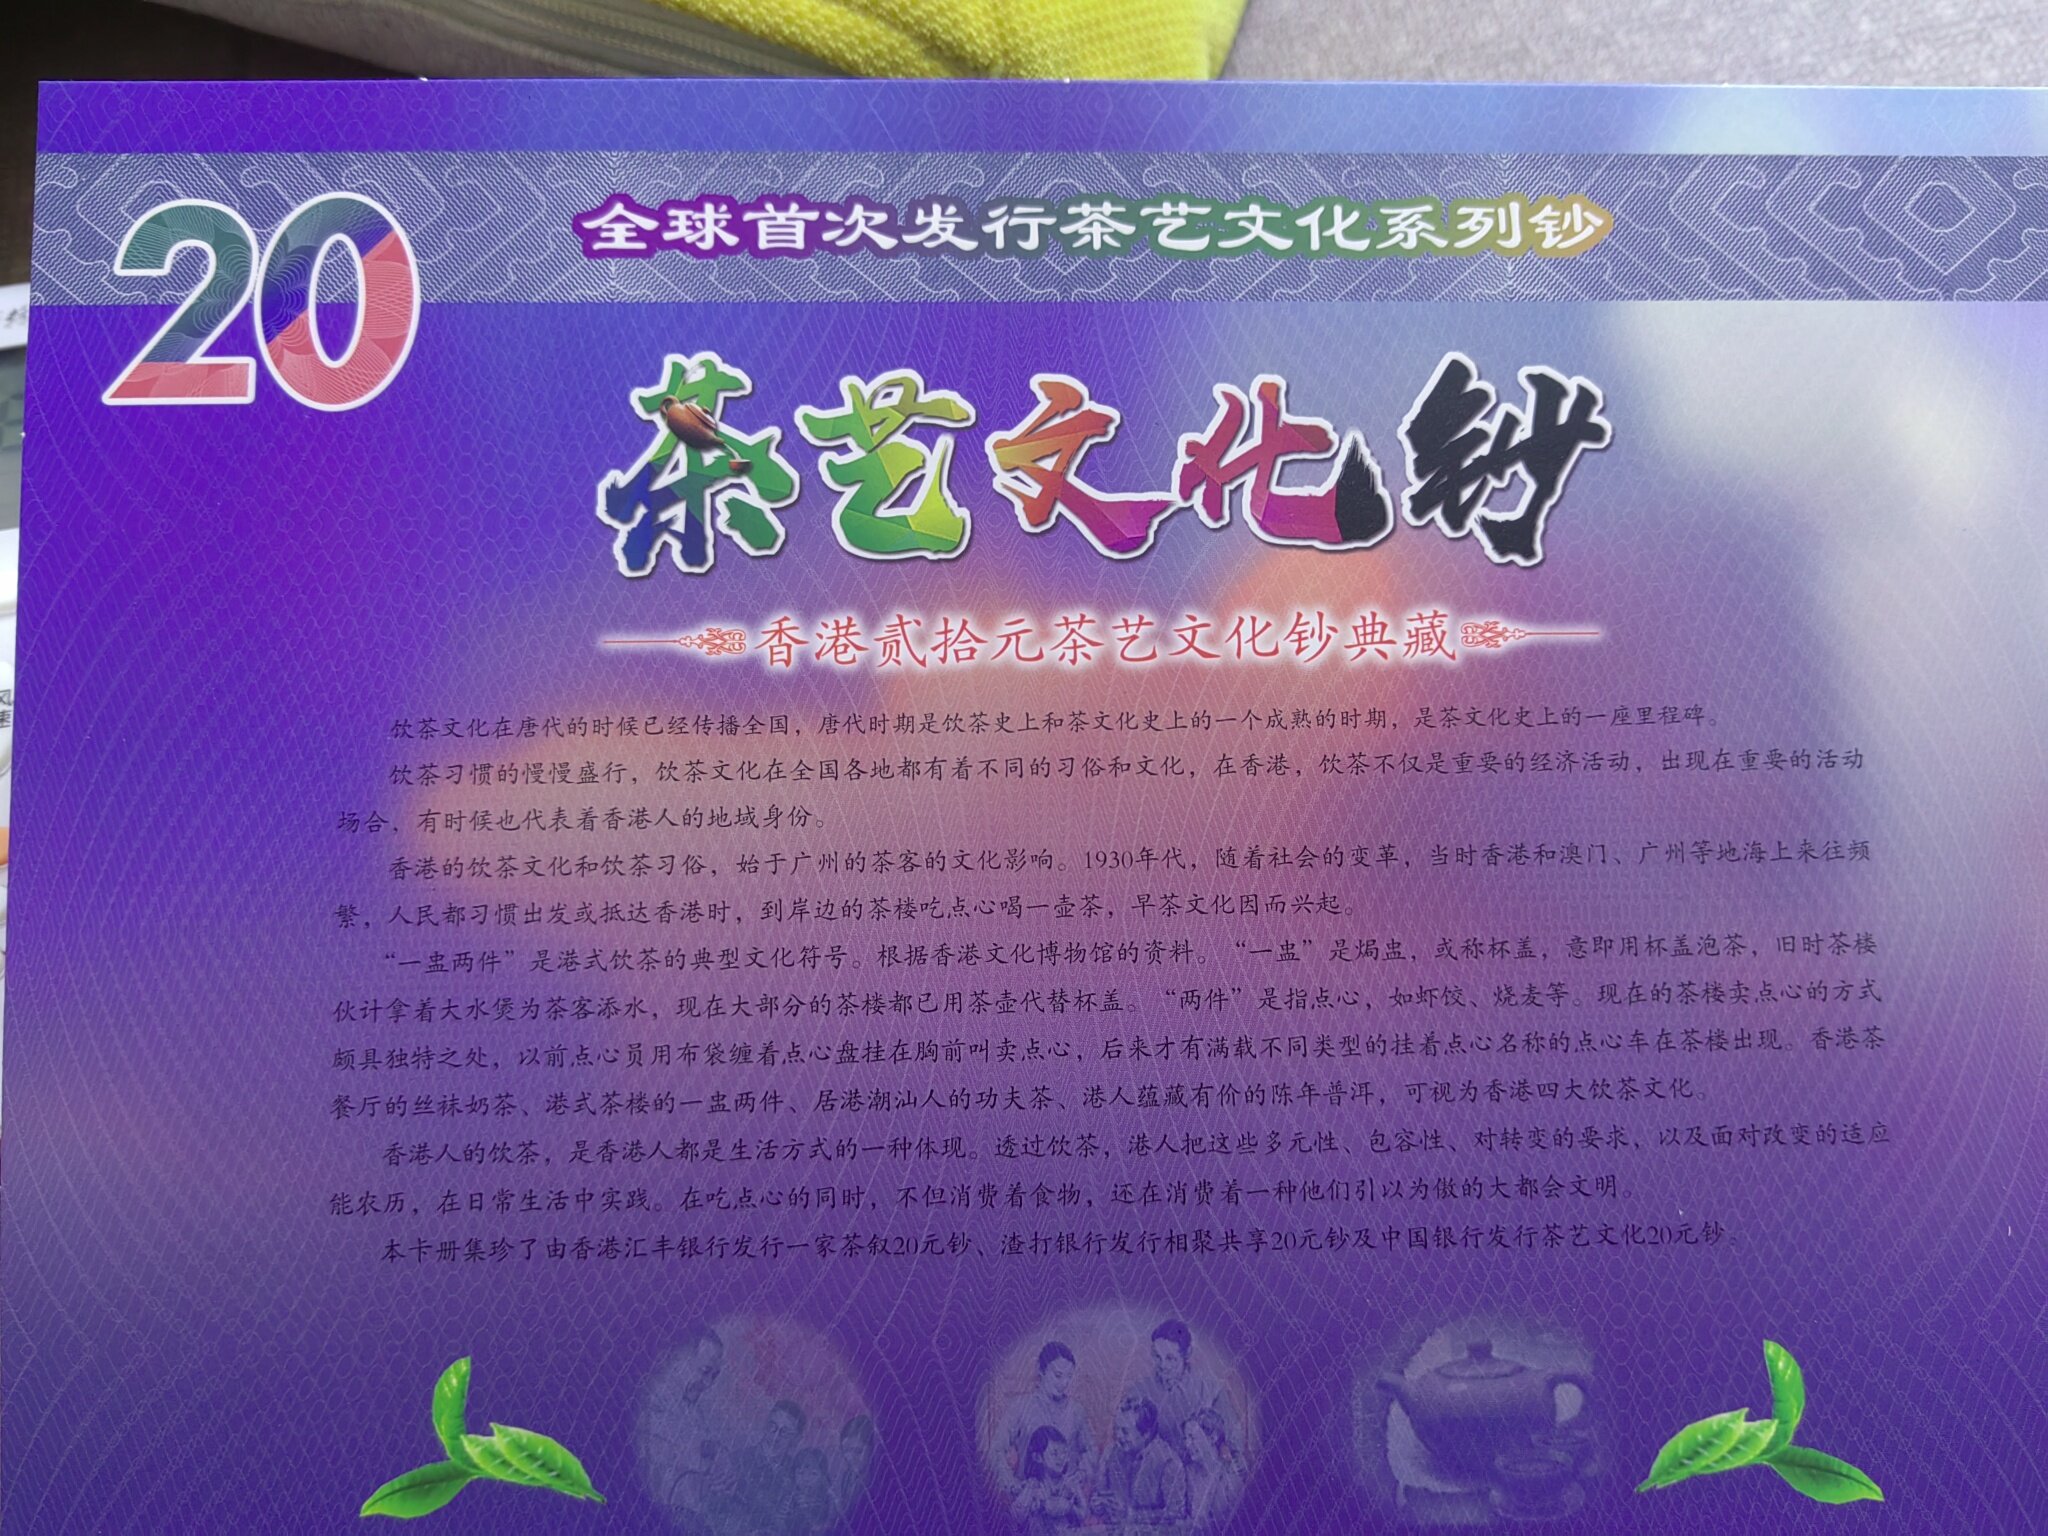 20
全球首次发行茶艺文化系列钞
茶艺文化钞
香港贰拾元茶艺文化钞典藏
饮茶文化在唐代的时候已经传播全国，唐代时期是饮茶史上和茶文化史上的一个成熟的时期，是茶文化史上的一座里程碑。
饮茶习惯的慢慢盛行，饮茶文化在全国各地都有着不同的习俗和文化，在香港，饮茶不仅是重要的经济活动，出现在重要的活动
场合，有时候也代表着香港人的地域身份。
香港的饮茶文化和饮茶习俗，始于广州的茶客的文化影响。1930年代，随着社会的变革，当时香港和澳门、广州等地海上来往频
繁，人民都习惯出发或抵达香港时，到岸边的茶楼吃点心喝一壶茶，早茶文化因而兴起。
“一盅两件”是港式饮茶的典型文化符号。根据香港文化博物馆的资料。“一盅”是焗盅，或称杯盖，意即用杯盖泡茶，旧时茶楼
伙计拿着大水煲为茶客添水，现在大部分的茶楼都已用茶壶代替杯盖。“两件”是指点心，如虾饺、烧麦等。现在的茶楼卖点心的方式
颇具独特之处，以前点心员用布袋缠着点心盘挂在胸前叫卖点心，后来才有满载不同类型的挂着点心名称的点心车在茶楼出现。香港茶
餐厅的丝袜奶茶、港式茶楼的一盅两件、居港潮汕人的功夫茶、港人蕴藏有价的陈年普洱，可视为香港四大饮茶文化。
香港人的饮茶，是香港人都是生活方式的一种体现。透过饮茶，港人把这些多元性、包容性、对转变的要求，以及面对改变的适应
能农历，在日常生活中实践。在吃点心的同时，不但消费着食物，还在消费着一种他们引以为傲的大都会文明。
本卡册集珍了由香港汇丰银行发行一家茶叙20元钞、渣打银行发行相聚共享20元钞及中国银行发行茶艺文化20元钞。
风
速